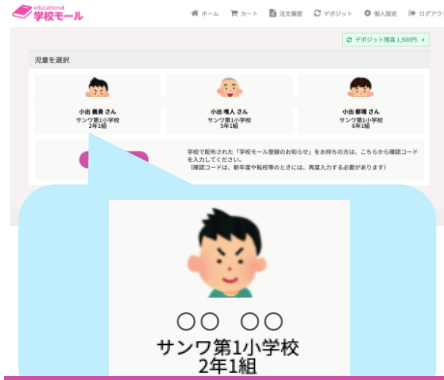 educational
学校モール
ホーム
カート
注文履歴
デポジット
個人設定
ログアウ
デポジット残高 1,500円
児童を選択
小出 義貴 さん
サンワ第1小学校
2年1組
小出 唯人 さん
サンワ第1小学校
5年1組
小出 都環 さん
サンワ第1小学校
6年1組
学校で配布された「学校モール登録のお知らせ」をお持ちの方は、こちらから確認コード
を入力してください。
（確認コードは、新年度や転校等のときには、再度入力する必要があります）
〇〇 〇〇
サンワ第1小学校
2年1組